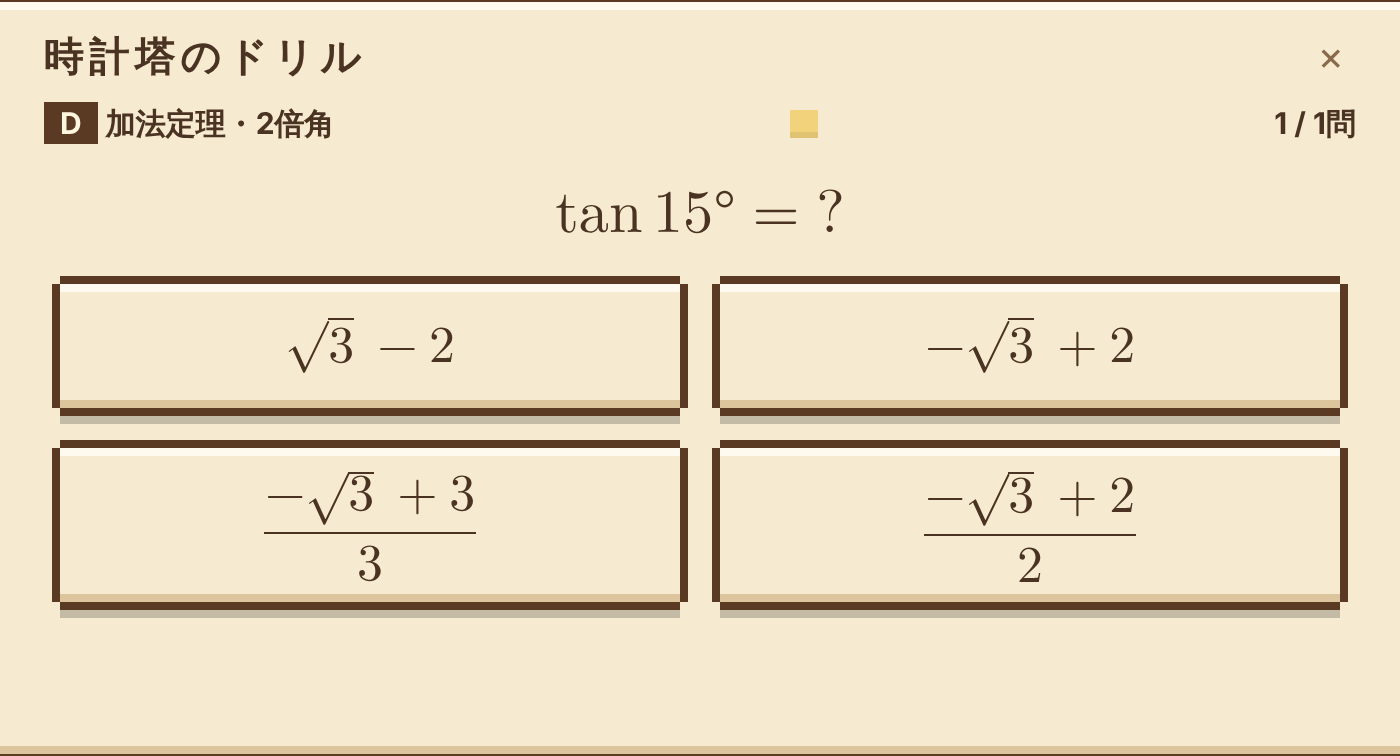 時計塔のドリル ×
D 加法定理・2倍角 1 / 1問
tan 15° = ?
√3 − 2
−√3 + 2
(−√3 + 3)/3
(−√3 + 2)/2